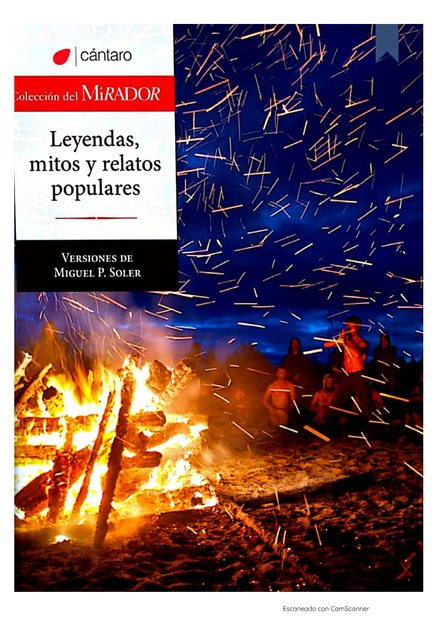 cántaro
Colección del MIRADOR
Leyendas,
mitos y relatos
populares
VERSIONES DE
MIGUEL P. SOLER
Escaneado con CamScanner